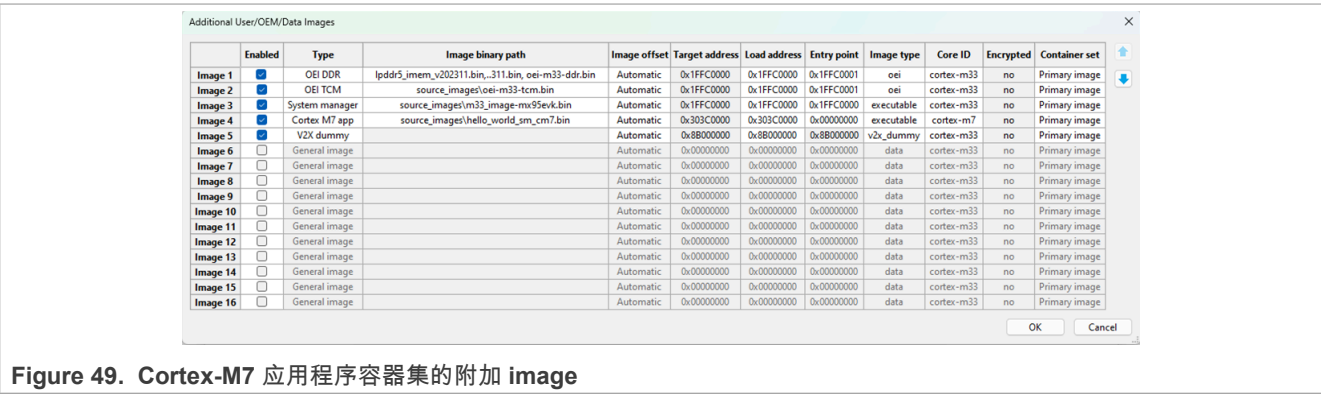 Additional User/OEM/Data Images
Enabled Type Image binary path Image offset Target address Load address Entry point Image type Core ID Encrypted Container set
Image 1 OEI DDR lpddr5_imem_v202311.bin,..311.bin, oei-m33-ddr.bin Automatic 0x1FFC0000 0x1FFC0000 0x1FFC0001 oei cortex-m33 no Primary image
Image 2 OEI TCM source_images\oei-m33-tcm.bin Automatic 0x1FFC0000 0x1FFC0000 0x1FFC0001 oei cortex-m33 no Primary image
Image 3 System manager source_images\m33_image-mx95evk.bin Automatic 0x1FFC0000 0x1FFC0000 0x1FFC0000 executable cortex-m33 no Primary image
Image 4 Cortex M7 app source_images\hello_world_sm_cm7.bin Automatic 0x303C0000 0x303C0000 0x00000000 executable cortex-m7 no Primary image
Image 5 V2X dummy Automatic 0x8B000000 0x8B000000 0x8B000000 v2x_dummy cortex-m33 no Primary image
Image 6 General image Automatic 0x00000000 0x00000000 0x00000000 data cortex-m33 no Primary image
Image 7 General image Automatic 0x00000000 0x00000000 0x00000000 data cortex-m33 no Primary image
Image 8 General image Automatic 0x00000000 0x00000000 0x00000000 data cortex-m33 no Primary image
Image 9 General image Automatic 0x00000000 0x00000000 0x00000000 data cortex-m33 no Primary image
Image 10 General image Automatic 0x00000000 0x00000000 0x00000000 data cortex-m33 no Primary image
Image 11 General image Automatic 0x00000000 0x00000000 0x00000000 data cortex-m33 no Primary image
Image 12 General image Automatic 0x00000000 0x00000000 0x00000000 data cortex-m33 no Primary image
Image 13 General image Automatic 0x00000000 0x00000000 0x00000000 data cortex-m33 no Primary image
Image 14 General image Automatic 0x00000000 0x00000000 0x00000000 data cortex-m33 no Primary image
Image 15 General image Automatic 0x00000000 0x00000000 0x00000000 data cortex-m33 no Primary image
Image 16 General image Automatic 0x00000000 0x00000000 0x00000000 data cortex-m33 no Primary image
OK Cancel
Figure 49. Cortex-M7 应用程序容器集的附加 image